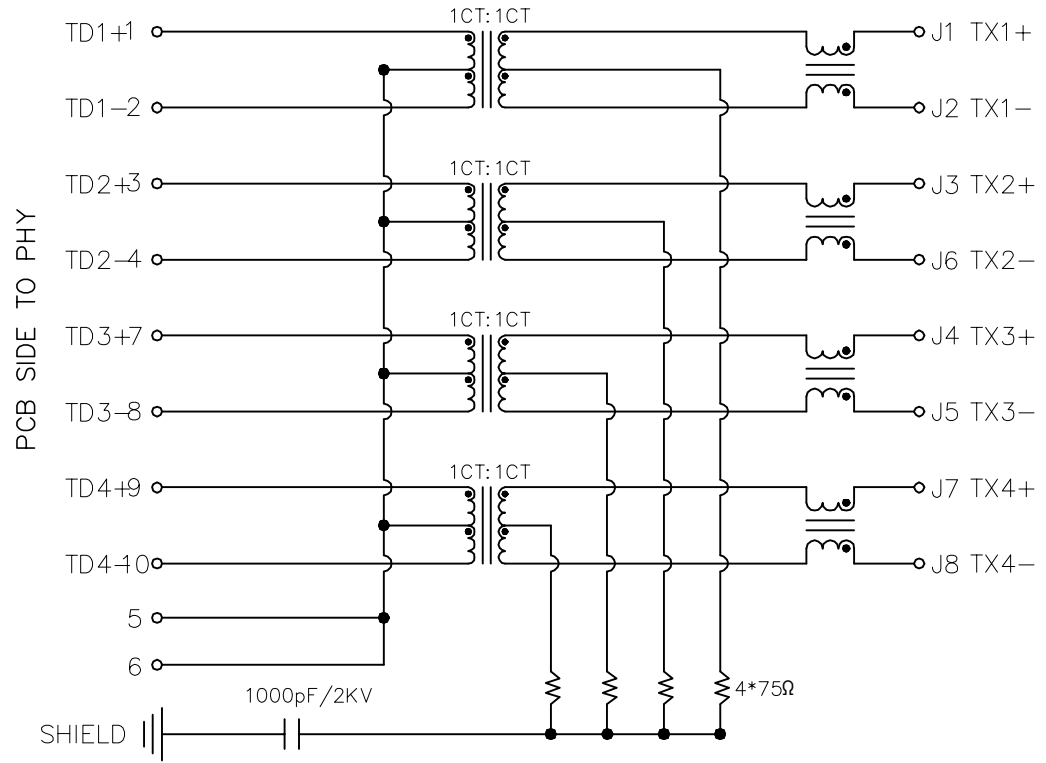 1CT:1CT
TD1+1
J1 TX1+
TD1-2
J2 TX1-
1CT:1CT
TD2+3
J3 TX2+
TD2-4
J6 TX2-
PCB SIDE TO PHY
1CT:1CT
TD3+7
J4 TX3+
TD3-8
J5 TX3-
1CT:1CT
TD4+9
J7 TX4+
TD4-10
J8 TX4-
5
6
1000pF/2KV
4*75Ω
SHIELD